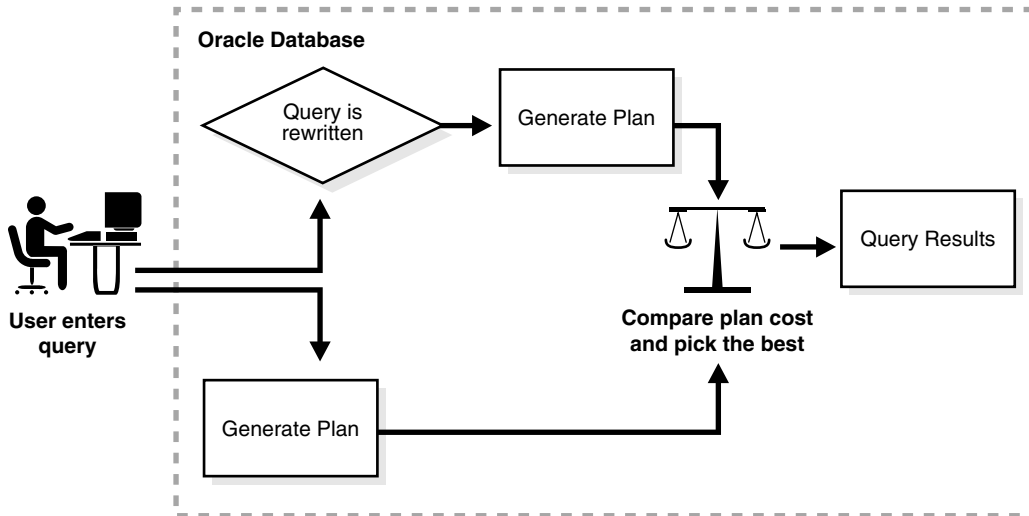 Oracle Database
Query is
rewritten
Generate Plan
Query Results
User enters
query
Compare plan cost
and pick the best
Generate Plan